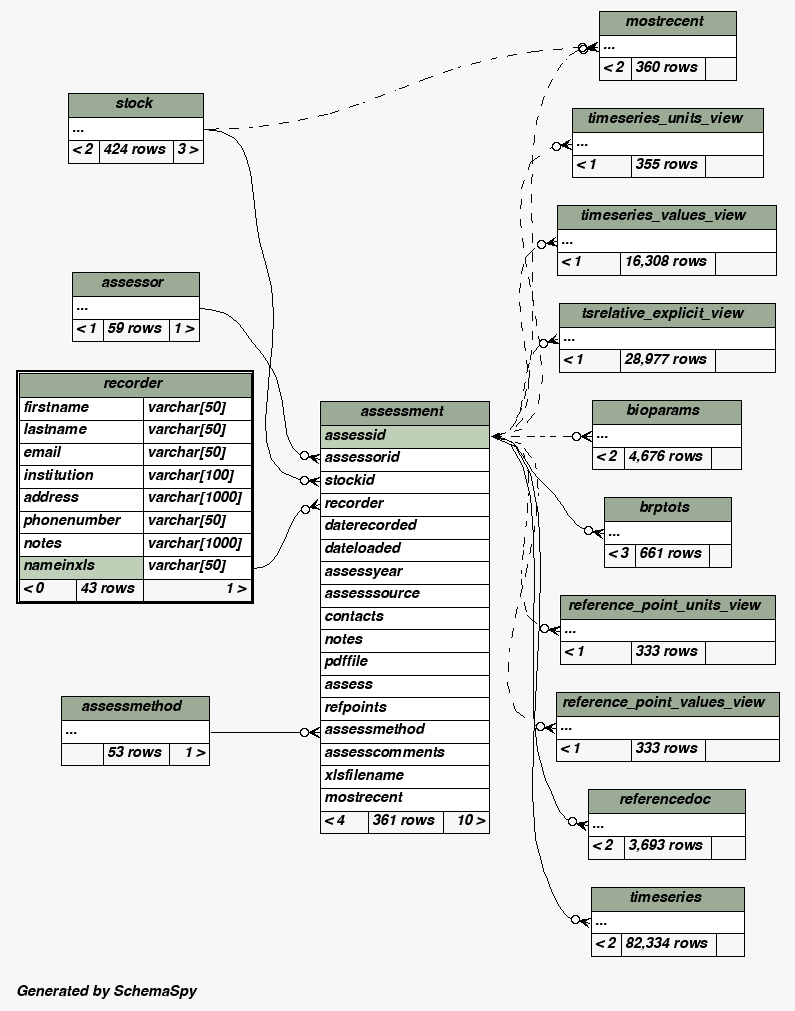 mostrecent
...
< 2 360 rows
stock
...
< 2 424 rows 3 >
timeseries_units_view
...
< 1 355 rows
timeseries_values_view
...
< 1 16,308 rows
assessor
...
< 1 59 rows 1 >
tsrelative_explicit_view
...
< 1 28,977 rows
recorder
firstname varchar[50]
lastname varchar[50]
email varchar[50]
institution varchar[100]
address varchar[1000]
phonenumber varchar[50]
notes varchar[1000]
nameinxls varchar[50]
< 0 43 rows 1 >
assessment
assessid
assessorid
stockid
recorder
daterecorded
dateloaded
assessyear
assesssource
contacts
notes
pdffile
assess
refpoints
assessmethod
assesscomments
xlsfilename
mostrecent
< 4 361 rows 10 >
bioparams
...
< 2 4,676 rows
brptots
...
< 3 661 rows
reference_point_units_view
...
< 1 333 rows
assessmethod
...
53 rows 1 >
reference_point_values_view
...
< 1 333 rows
referencedoc
...
< 2 3,693 rows
timeseries
...
< 2 82,334 rows
Generated by SchemaSpy